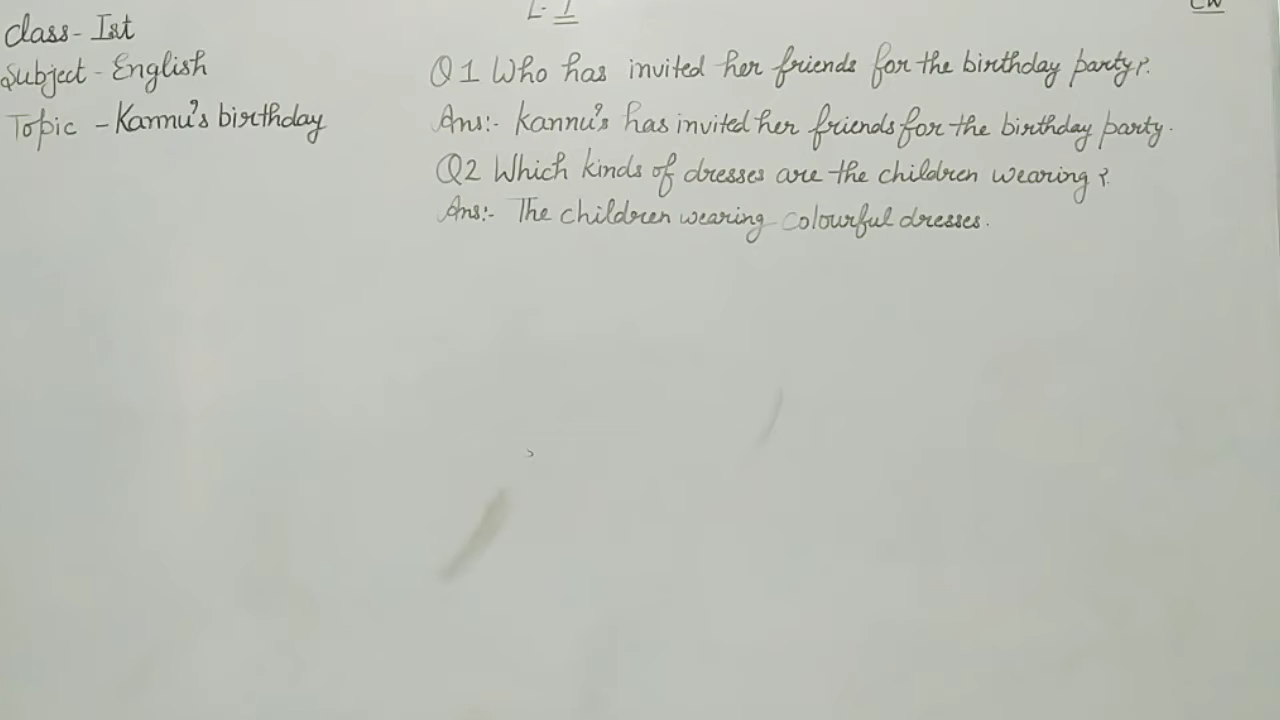 L-1
CW
Class- Ist
Subject - English
Topic - Kannu's birthday
Q1 Who has invited her friends for the birthday party?
Ans:- Kannu's has invited her friends for the birthday party.
Q2 Which kinds of dresses are the children wearing?
Ans:- The children wearing colourful dresses.